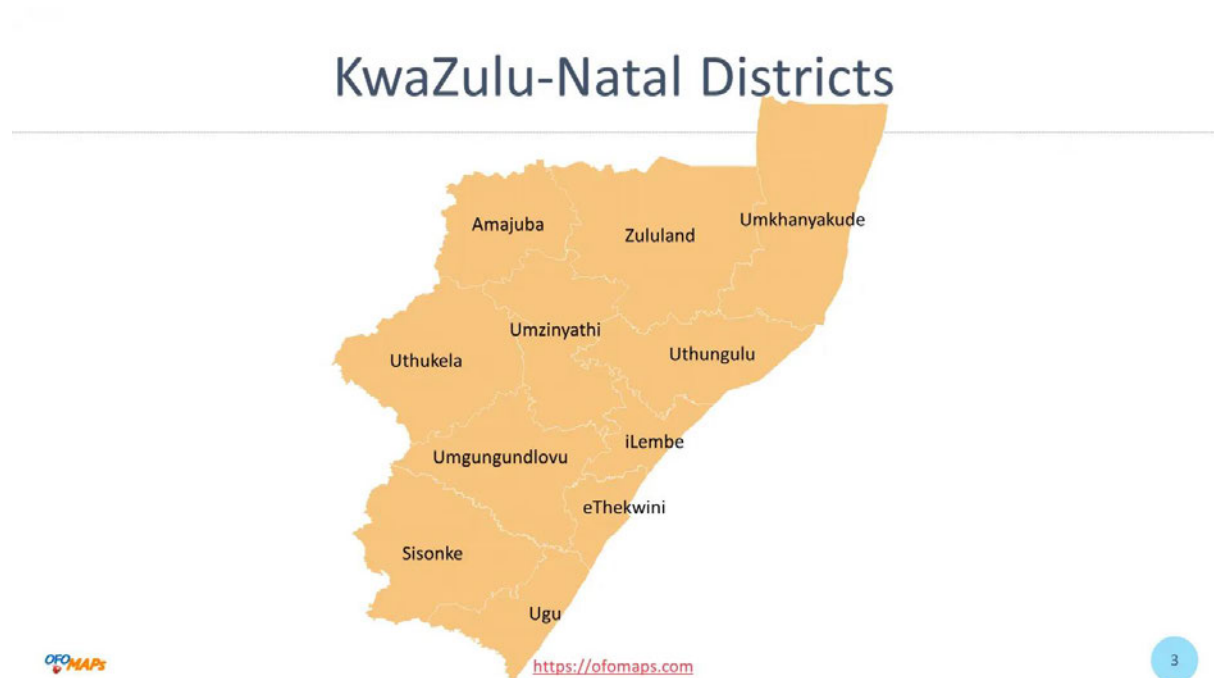 KwaZulu-Natal Districts
Amajuba
Zululand
Umkhanyakude
Umzinyathi
Uthukela
Uthungulu
iLembe
Umgungundlovu
eThekwini
Sisonke
Ugu
OFOMAPs
https://ofomaps.com
3